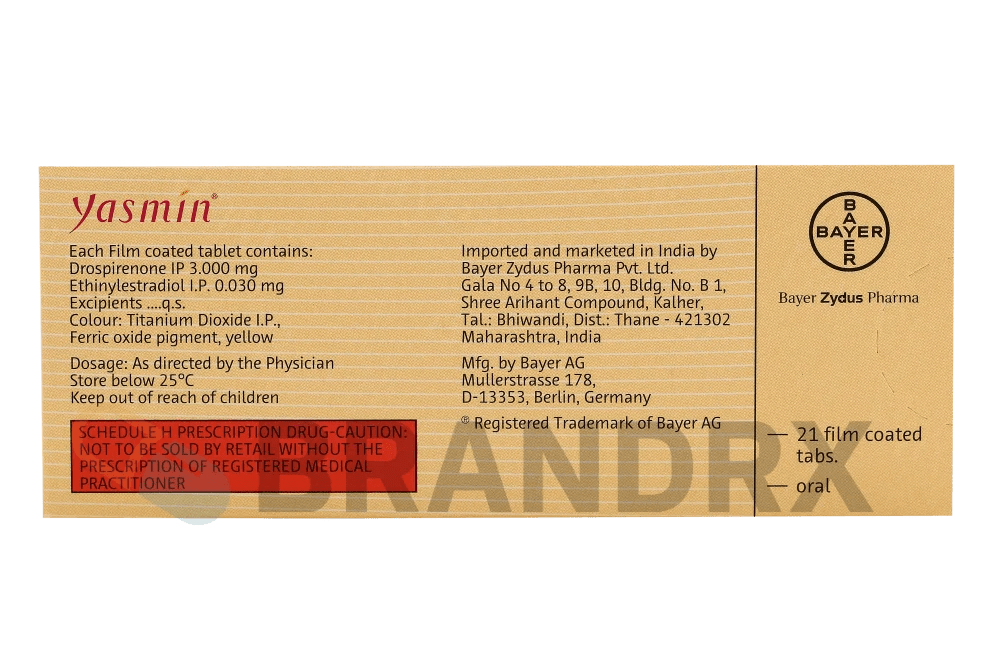 Yasmin®
Each Film coated tablet contains:
Drospirenone IP 3.000 mg
Ethinylestradiol I.P. 0.030 mg
Excipients ....q.s.
Colour: Titanium Dioxide I.P.,
Ferric oxide pigment, yellow
Dosage: As directed by the Physician
Store below 25°C
Keep out of reach of children
SCHEDULE H PRESCRIPTION DRUG-CAUTION:
NOT TO BE SOLD BY RETAIL WITHOUT THE
PRESCRIPTION OF REGISTERED MEDICAL
PRACTITIONER
Imported and marketed in India by
Bayer Zydus Pharma Pvt. Ltd.
Gala No 4 to 8, 9B, 10, Bldg. No. B 1,
Shree Arihant Compound, Kalher,
Tal.: Bhiwandi, Dist.: Thane - 421302
Maharashtra, India
Mfg. by Bayer AG
Mullerstrasse 178,
D-13353, Berlin, Germany
® Registered Trademark of Bayer AG
BAYER
BAYER
Bayer Zydus Pharma
— 21 film coated
tabs.
— oral
BRANDRX